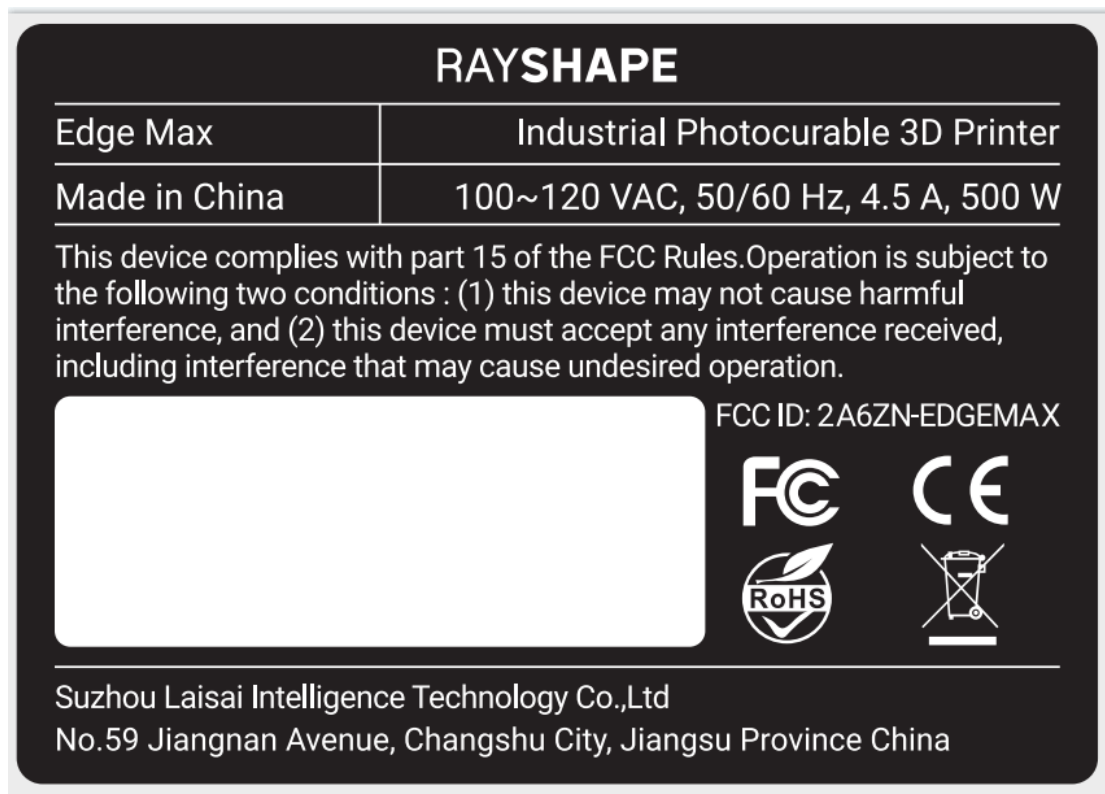 RAYSHAPE
Edge Max
Industrial Photocurable 3D Printer
Made in China
100~120 VAC, 50/60 Hz, 4.5 A, 500 W
This device complies with part 15 of the FCC Rules.Operation is subject to
the following two conditions : (1) this device may not cause harmful
interference, and (2) this device must accept any interference received,
including interference that may cause undesired operation.
FCC ID: 2A6ZN-EDGEMAX
FC CE
RoHS
Suzhou Laisai Intelligence Technology Co.,Ltd
No.59 Jiangnan Avenue, Changshu City, Jiangsu Province China